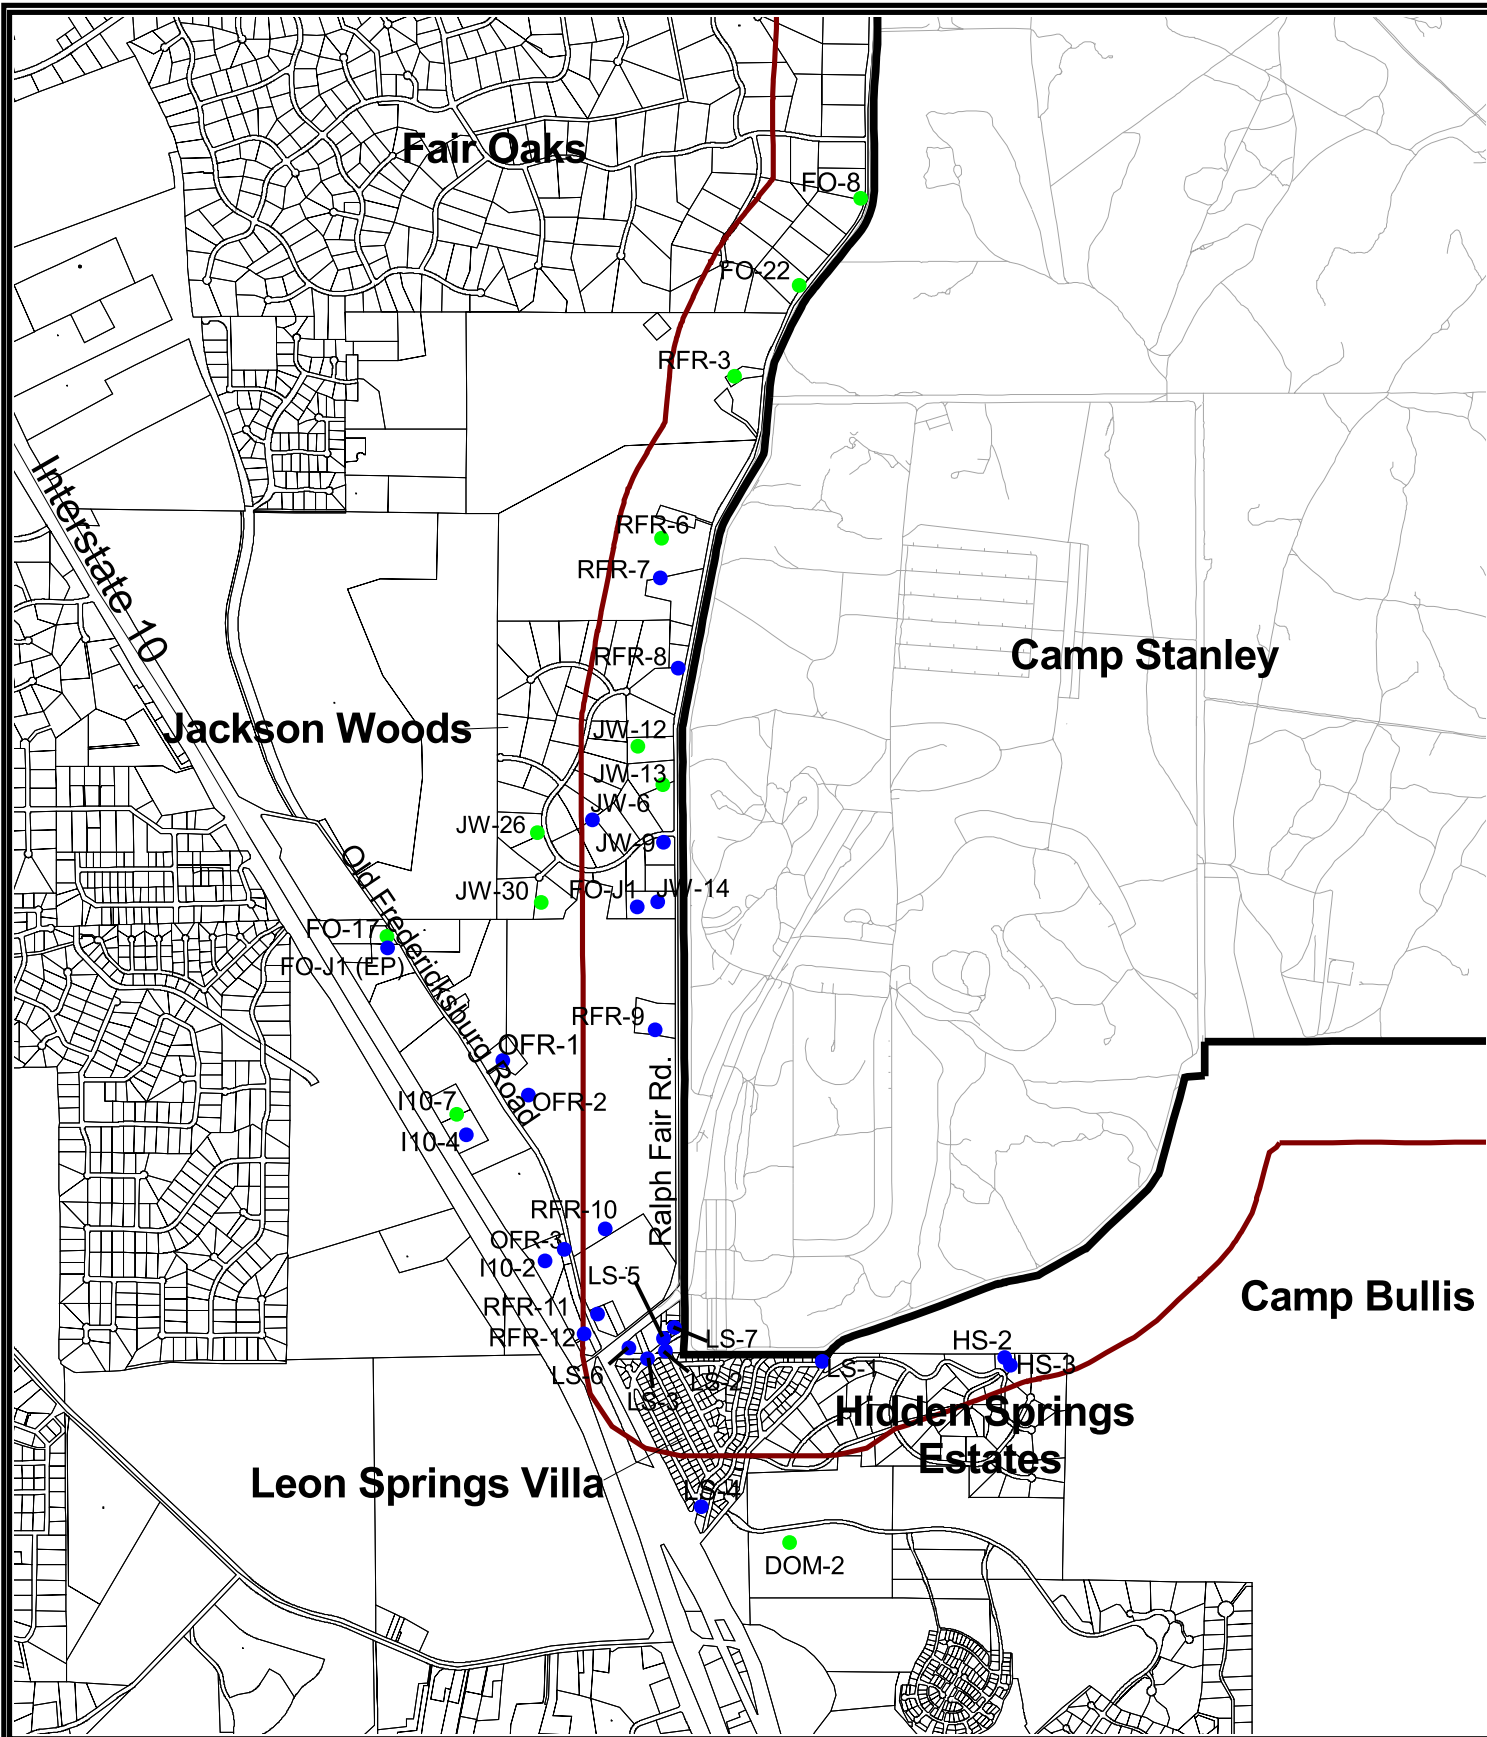 Fair Oaks
FO-8
FO-22
RFR-3
Interstate 10
RFR-6
RFR-7
Camp Stanley
RFR-8
Jackson Woods
JW-12
JW-13
JW-6
JW-26
JW-9
Old Fredericksburg Road
JW-30
FO-J1
JW-14
FO-17
FO-J1 (EP)
RFR-9
OFR-1
Ralph Fair Rd.
I10-7
OFR-2
I10-4
RFR-10
OFR-3
I10-2
LS-5
Camp Bullis
RFR-11
RFR-12
LS-7
HS-2
HS-3
LS-6
LS-2
LS-1
LS-3
Hidden Springs
Estates
Leon Springs Villa
LS-4
DOM-2